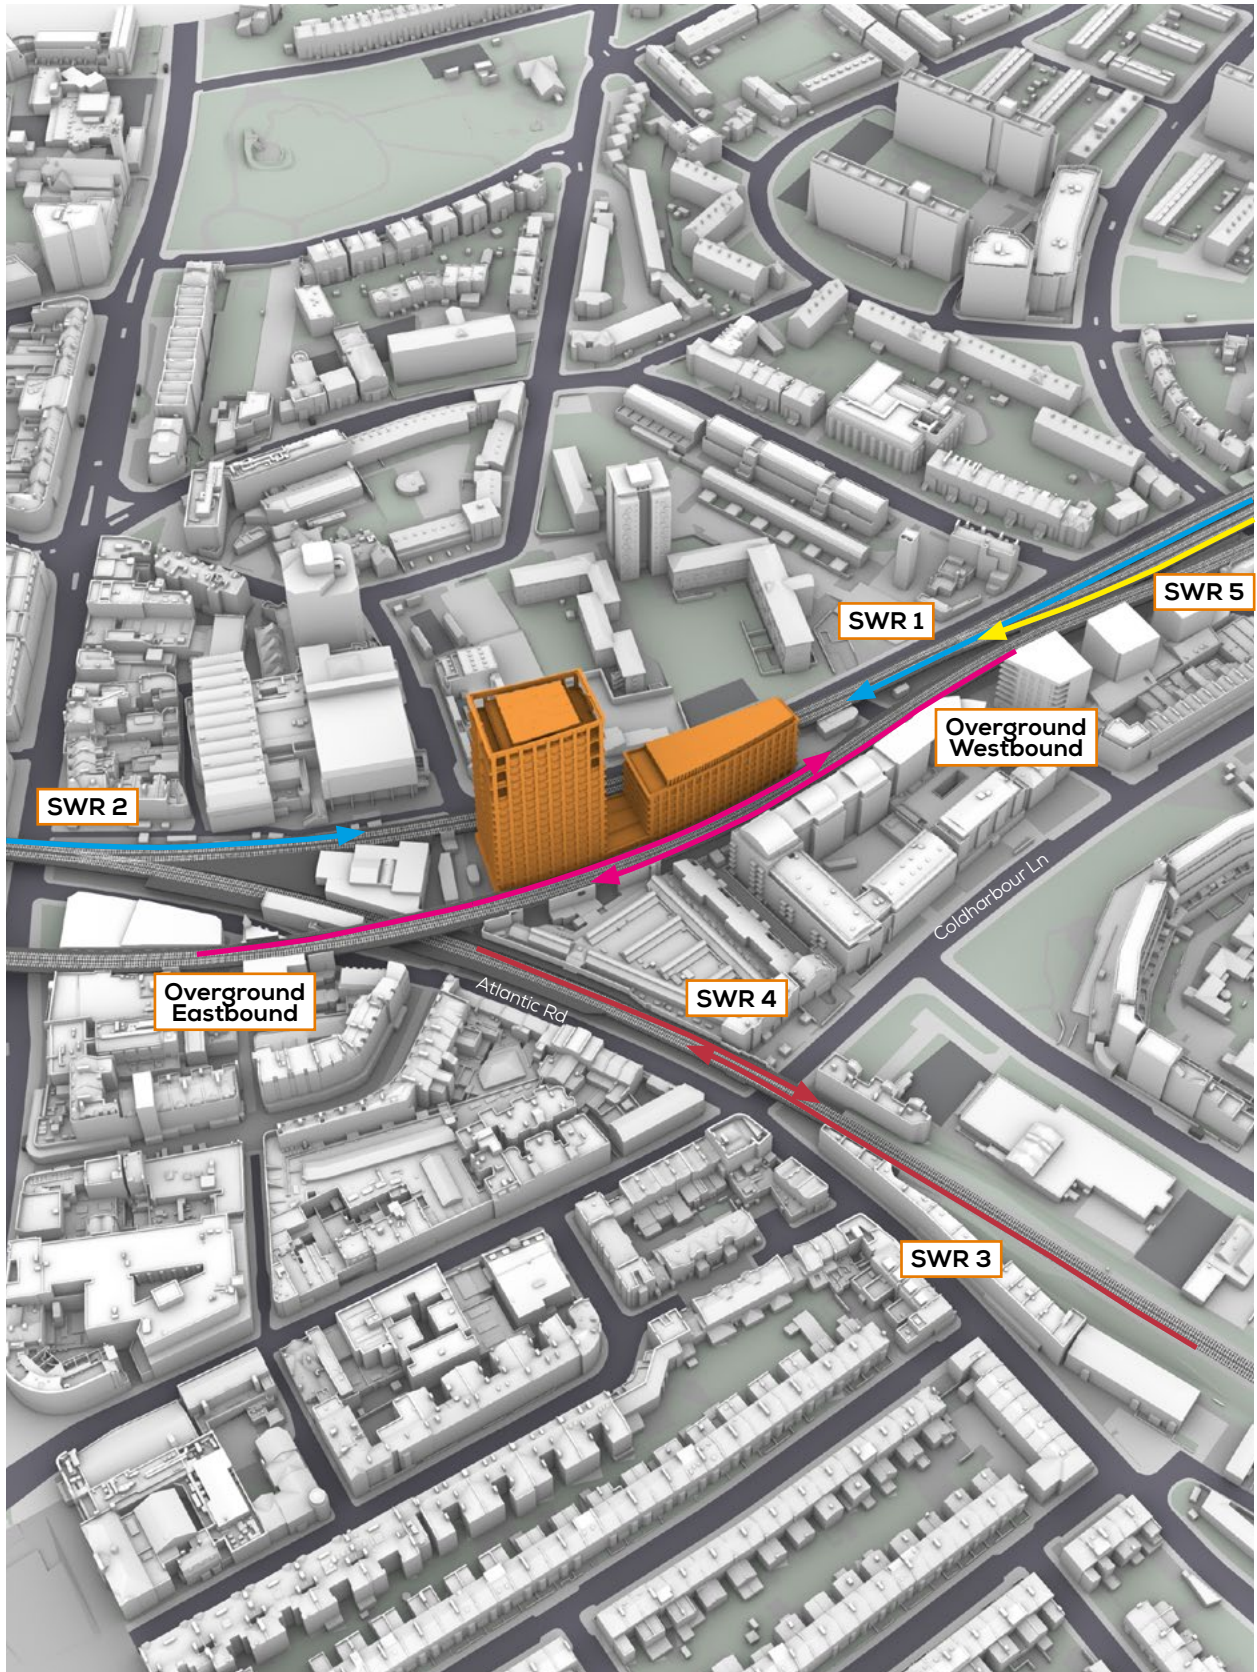 SWR 5
SWR 1
Overground
Westbound
SWR 2
Coldharbour Ln
Overground
Eastbound
Atlantic Rd
SWR 4
SWR 3